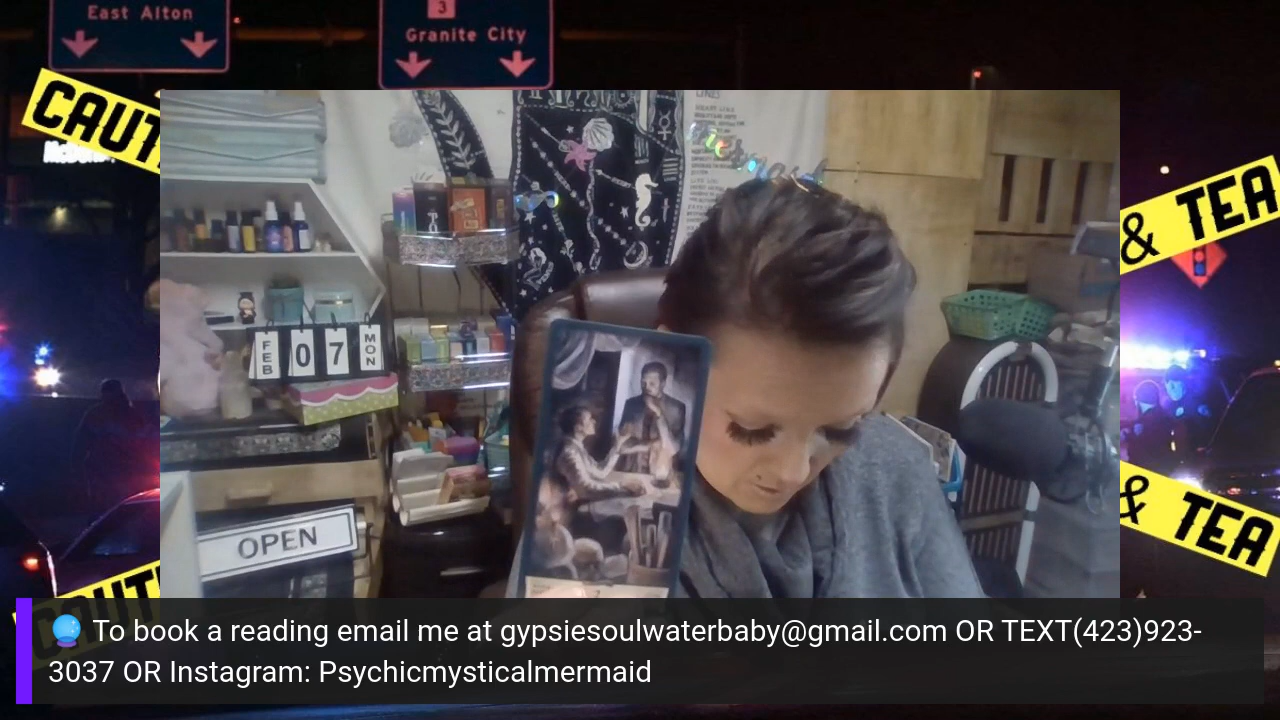 East Alton
3
Granite City
CAUT
& TEA
FEB 07 MON
OPEN
& TEA
CAUT
🔮 To book a reading email me at gypsiesoulwaterbaby@gmail.com OR TEXT(423)923-
3037 OR Instagram: Psychicmysticalmermaid